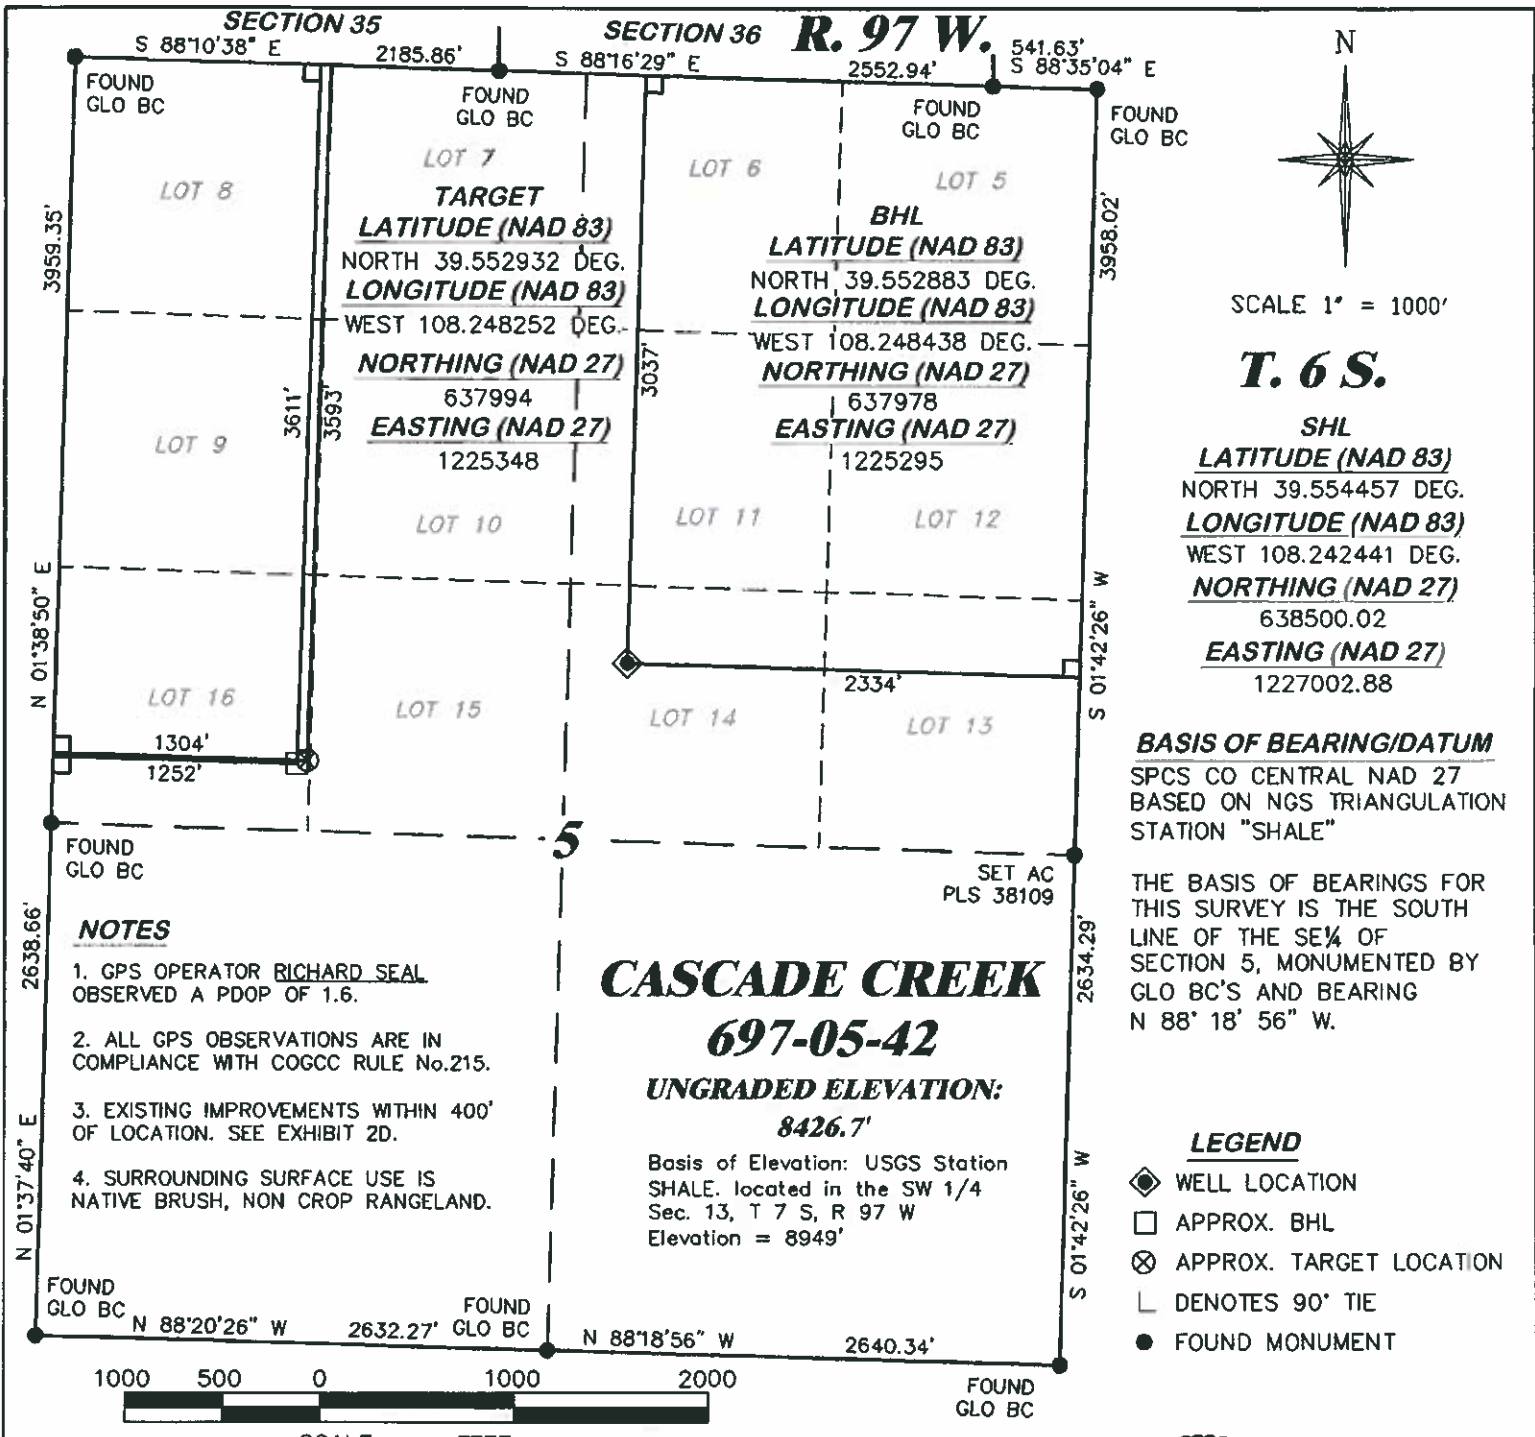 SECTION 35
SECTION 36
R. 97 W.
S 88°10'38" E
2185.86'
S 88°16'29" E
2552.94'
541.63'
S 88°35'04" E
N
FOUND
GLO BC
FOUND
GLO BC
FOUND
GLO BC
FOUND
GLO BC
LOT 8
LOT 7
LOT 6
LOT 5
3959.35'
3958.02'
TARGET
LATITUDE (NAD 83)
NORTH 39.552932 DEG.
LONGITUDE (NAD 83)
WEST 108.248252 DEG.
NORTHING (NAD 27)
637994
EASTING (NAD 27)
1225348
BHL
LATITUDE (NAD 83)
NORTH 39.552883 DEG.
LONGITUDE (NAD 83)
WEST 108.248438 DEG.
NORTHING (NAD 27)
637978
EASTING (NAD 27)
1225295
SCALE 1" = 1000'
T. 6 S.
SHL
LATITUDE (NAD 83)
NORTH 39.554457 DEG.
LONGITUDE (NAD 83)
WEST 108.242441 DEG.
NORTHING (NAD 27)
638500.02
EASTING (NAD 27)
1227002.88
3611'
3593'
3037'
LOT 9
LOT 10
LOT 11
LOT 12
N 01°38'50" E
S 01°42'26" W
2334'
LOT 16
LOT 15
LOT 14
LOT 13
1304'
1252'
5
FOUND
GLO BC
SET AC
PLS 38109
BASIS OF BEARING/DATUM
SPCS CO CENTRAL NAD 27
BASED ON NGS TRIANGULATION
STATION "SHALE"
THE BASIS OF BEARINGS FOR
THIS SURVEY IS THE SOUTH
LINE OF THE SE¼ OF
SECTION 5, MONUMENTED BY
GLO BC'S AND BEARING
N 88° 18' 56" W.
2638.66'
2634.29'
NOTES
1. GPS OPERATOR RICHARD SEAL
OBSERVED A PDOP OF 1.6.
2. ALL GPS OBSERVATIONS ARE IN
COMPLIANCE WITH COGCC RULE No.215.
3. EXISTING IMPROVEMENTS WITHIN 400'
OF LOCATION. SEE EXHIBIT 2D.
4. SURROUNDING SURFACE USE IS
NATIVE BRUSH, NON CROP RANGELAND.
CASCADE CREEK
697-05-42
UNGRADED ELEVATION:
8426.7'
Basis of Elevation: USGS Station
SHALE. located in the SW 1/4
Sec. 13, T 7 S, R 97 W
Elevation = 8949'
N 01°37'40" E
S 01°42'26" W
LEGEND
WELL LOCATION
APPROX. BHL
APPROX. TARGET LOCATION
DENOTES 90° TIE
FOUND MONUMENT
FOUND
GLO BC
N 88°20'26" W
2632.27'
FOUND
GLO BC
N 88°18'56" W
2640.34'
FOUND
GLO BC
1000 500 0 1000 2000